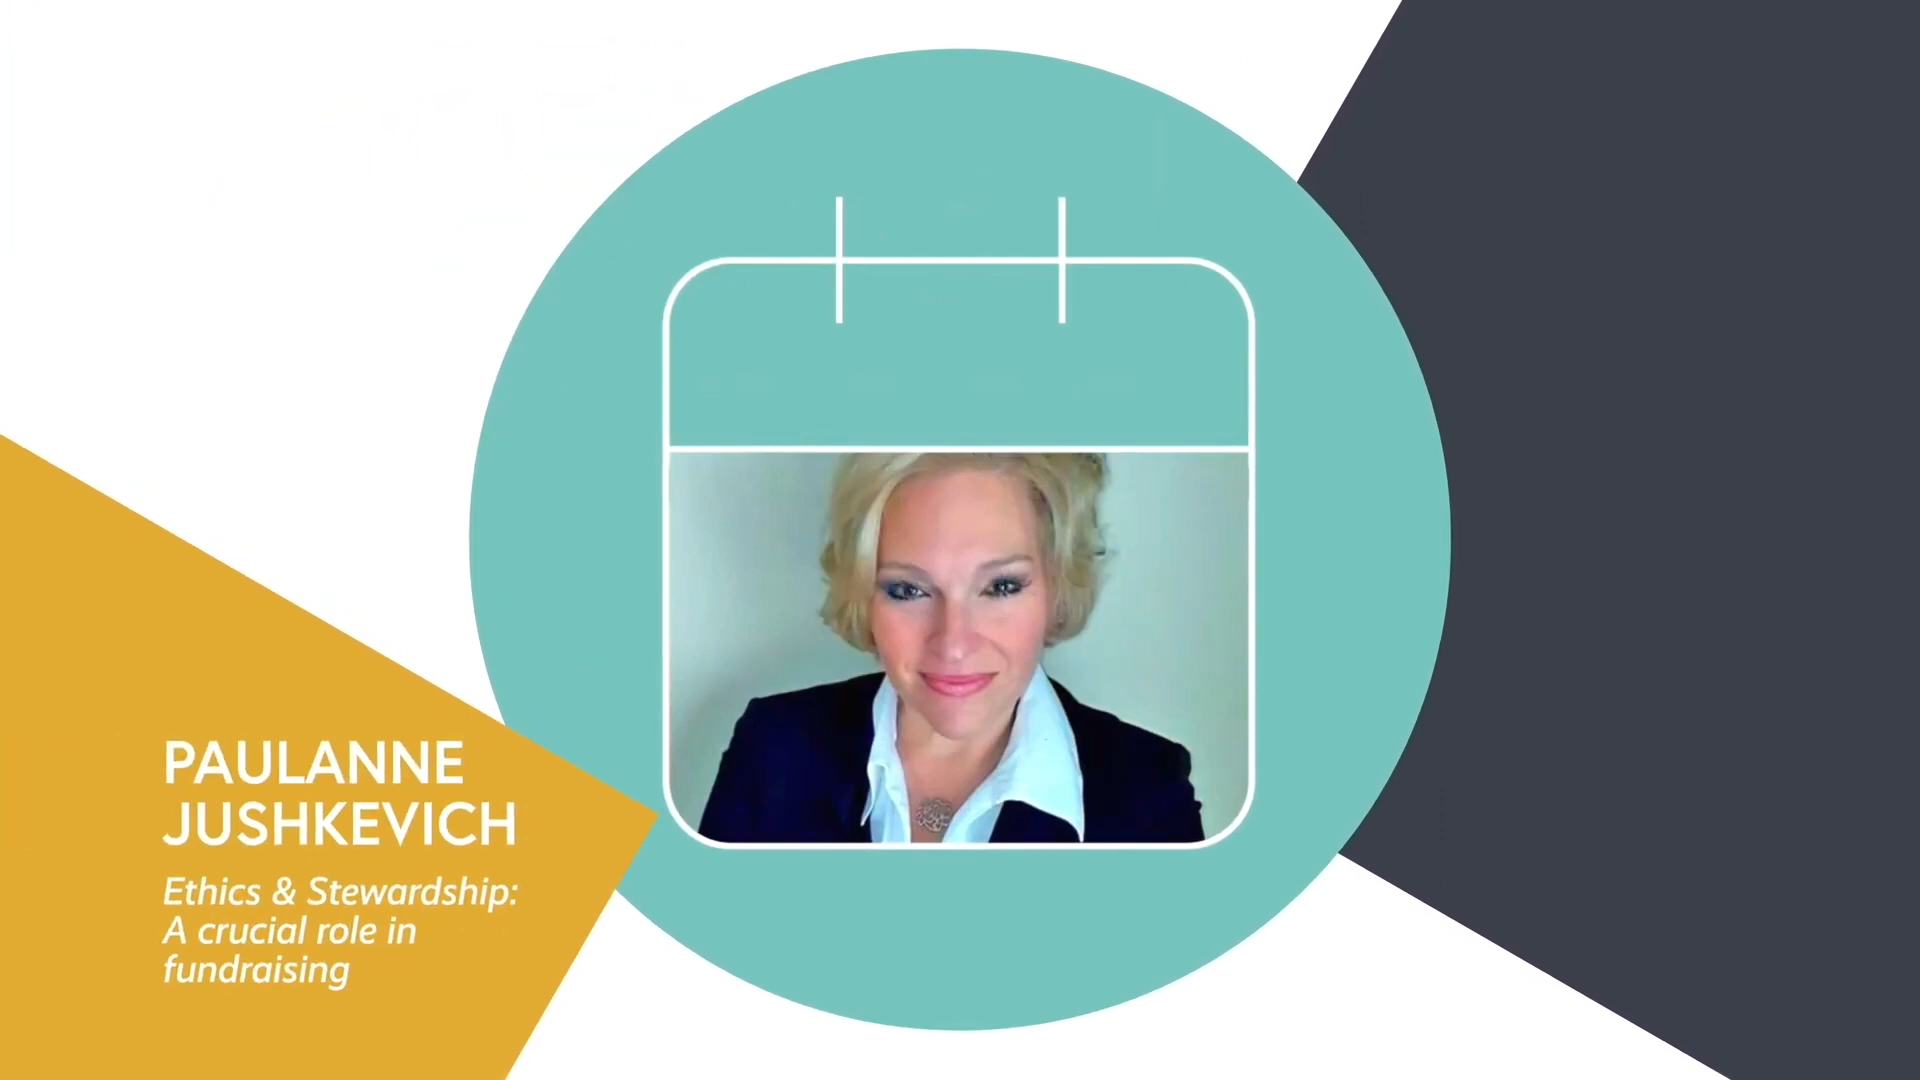 PAULANNE
JUSHKEVICH
Ethics & Stewardship:
A crucial role in
fundraising